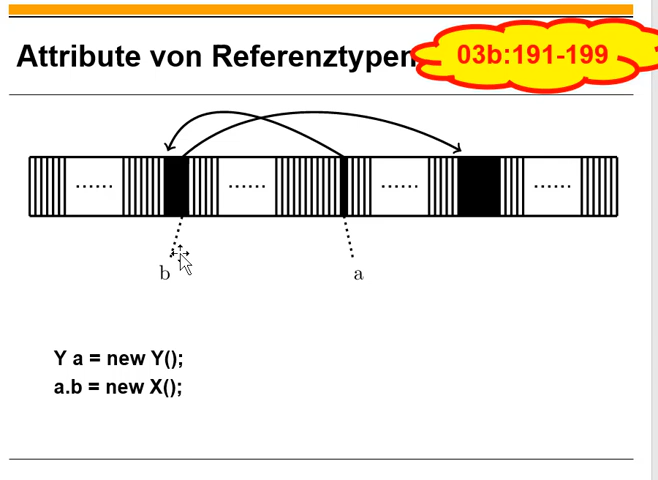 Attribute von Referenztypen
03b:191-199
...... ...... ...... ......
b a
Y a = new Y();
a.b = new X();